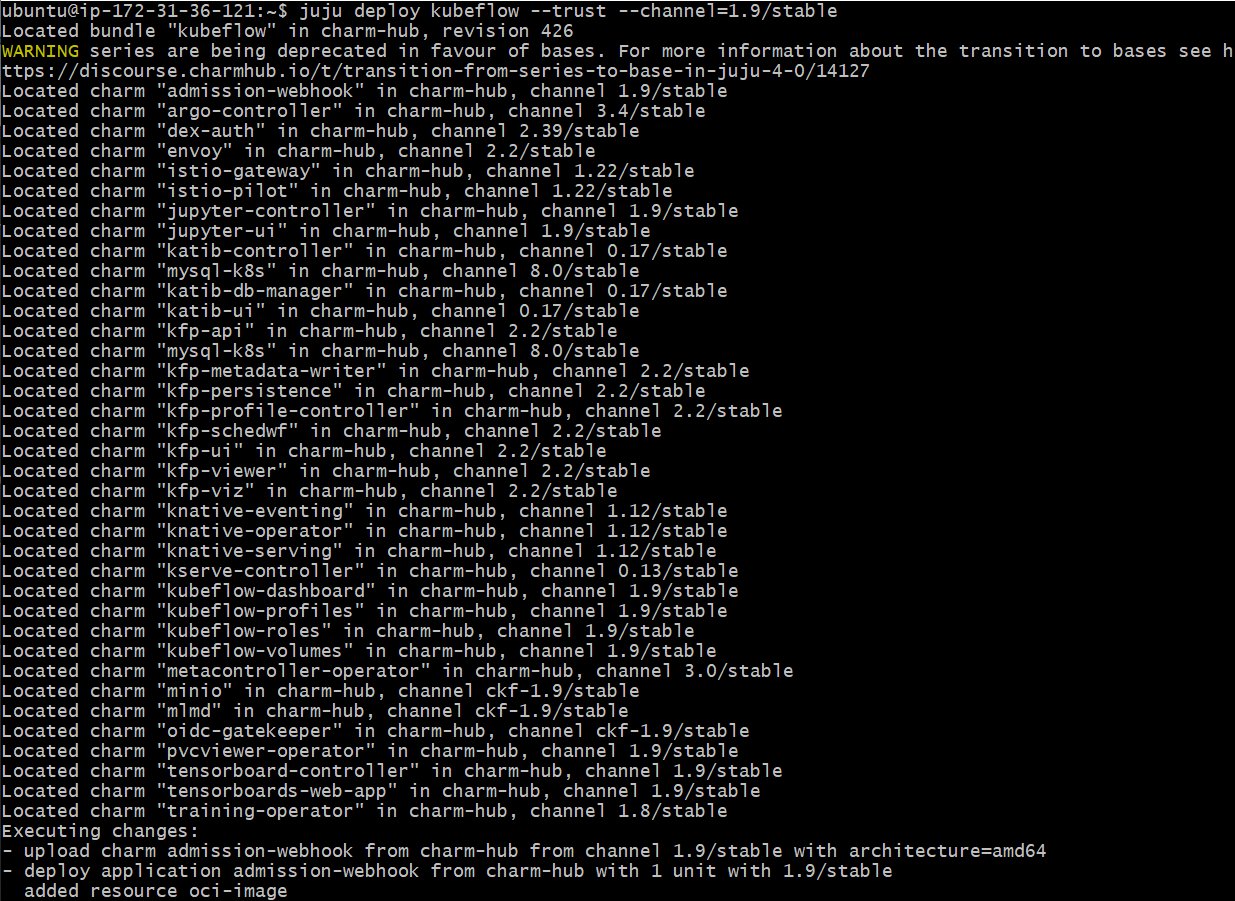 ubuntu@ip-172-31-36-121:~$ juju deploy kubeflow --trust --channel=1.9/stable
Located bundle "kubeflow" in charm-hub, revision 426
WARNING series are being deprecated in favour of bases. For more information about the transition to bases see h
ttps://discourse.charmhub.io/t/transition-from-series-to-base-in-juju-4-0/14127
Located charm "admission-webhook" in charm-hub, channel 1.9/stable
Located charm "argo-controller" in charm-hub, channel 3.4/stable
Located charm "dex-auth" in charm-hub, channel 2.39/stable
Located charm "envoy" in charm-hub, channel 2.2/stable
Located charm "istio-gateway" in charm-hub, channel 1.22/stable
Located charm "istio-pilot" in charm-hub, channel 1.22/stable
Located charm "jupyter-controller" in charm-hub, channel 1.9/stable
Located charm "jupyter-ui" in charm-hub, channel 1.9/stable
Located charm "katib-controller" in charm-hub, channel 0.17/stable
Located charm "mysql-k8s" in charm-hub, channel 8.0/stable
Located charm "katib-db-manager" in charm-hub, channel 0.17/stable
Located charm "katib-ui" in charm-hub, channel 0.17/stable
Located charm "kfp-api" in charm-hub, channel 2.2/stable
Located charm "mysql-k8s" in charm-hub, channel 8.0/stable
Located charm "kfp-metadata-writer" in charm-hub, channel 2.2/stable
Located charm "kfp-persistence" in charm-hub, channel 2.2/stable
Located charm "kfp-profile-controller" in charm-hub, channel 2.2/stable
Located charm "kfp-schedwf" in charm-hub, channel 2.2/stable
Located charm "kfp-ui" in charm-hub, channel 2.2/stable
Located charm "kfp-viewer" in charm-hub, channel 2.2/stable
Located charm "kfp-viz" in charm-hub, channel 2.2/stable
Located charm "knative-eventing" in charm-hub, channel 1.12/stable
Located charm "knative-operator" in charm-hub, channel 1.12/stable
Located charm "knative-serving" in charm-hub, channel 1.12/stable
Located charm "kserve-controller" in charm-hub, channel 0.13/stable
Located charm "kubeflow-dashboard" in charm-hub, channel 1.9/stable
Located charm "kubeflow-profiles" in charm-hub, channel 1.9/stable
Located charm "kubeflow-roles" in charm-hub, channel 1.9/stable
Located charm "kubeflow-volumes" in charm-hub, channel 1.9/stable
Located charm "metacontroller-operator" in charm-hub, channel 3.0/stable
Located charm "minio" in charm-hub, channel ckf-1.9/stable
Located charm "mlmd" in charm-hub, channel ckf-1.9/stable
Located charm "oidc-gatekeeper" in charm-hub, channel ckf-1.9/stable
Located charm "pvcviewer-operator" in charm-hub, channel 1.9/stable
Located charm "tensorboard-controller" in charm-hub, channel 1.9/stable
Located charm "tensorboards-web-app" in charm-hub, channel 1.9/stable
Located charm "training-operator" in charm-hub, channel 1.8/stable
Executing changes:
- upload charm admission-webhook from charm-hub from channel 1.9/stable with architecture=amd64
- deploy application admission-webhook from charm-hub with 1 unit with 1.9/stable
  added resource oci-image